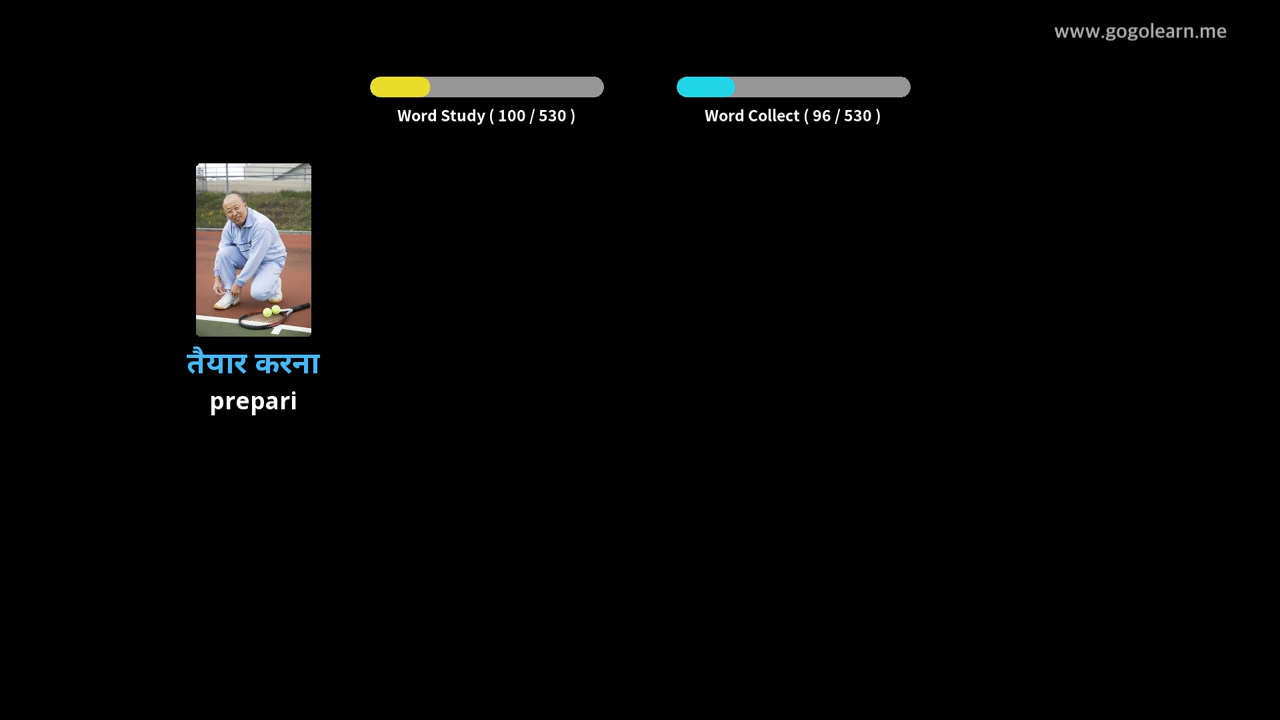 www.gogolearn.me
Word Study ( 100 / 530 )
Word Collect ( 96 / 530 )
तैयार करना
prepari